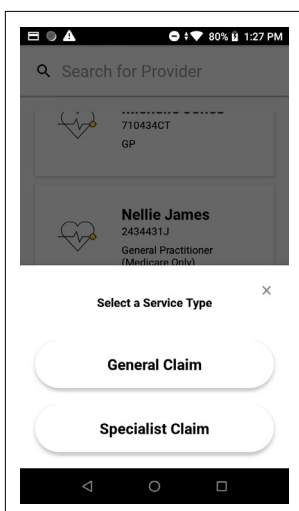 80% 1:27 PM
Search for Provider
710434CT
GP
Nellie James
2434431J
General Practitioner
(Medicare Only)
Select a Service Type
×
General Claim
Specialist Claim